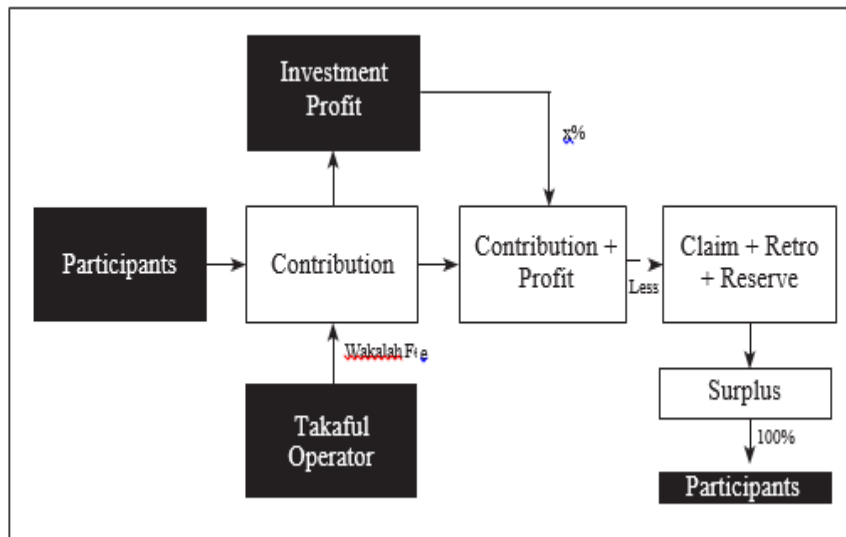 Investment
Profit
x%
Participants
Contribution
Contribution +
Profit
Less
Claim + Retro
+ Reserve
Wakalah Fee
Takaful
Operator
Surplus
100%
Participants